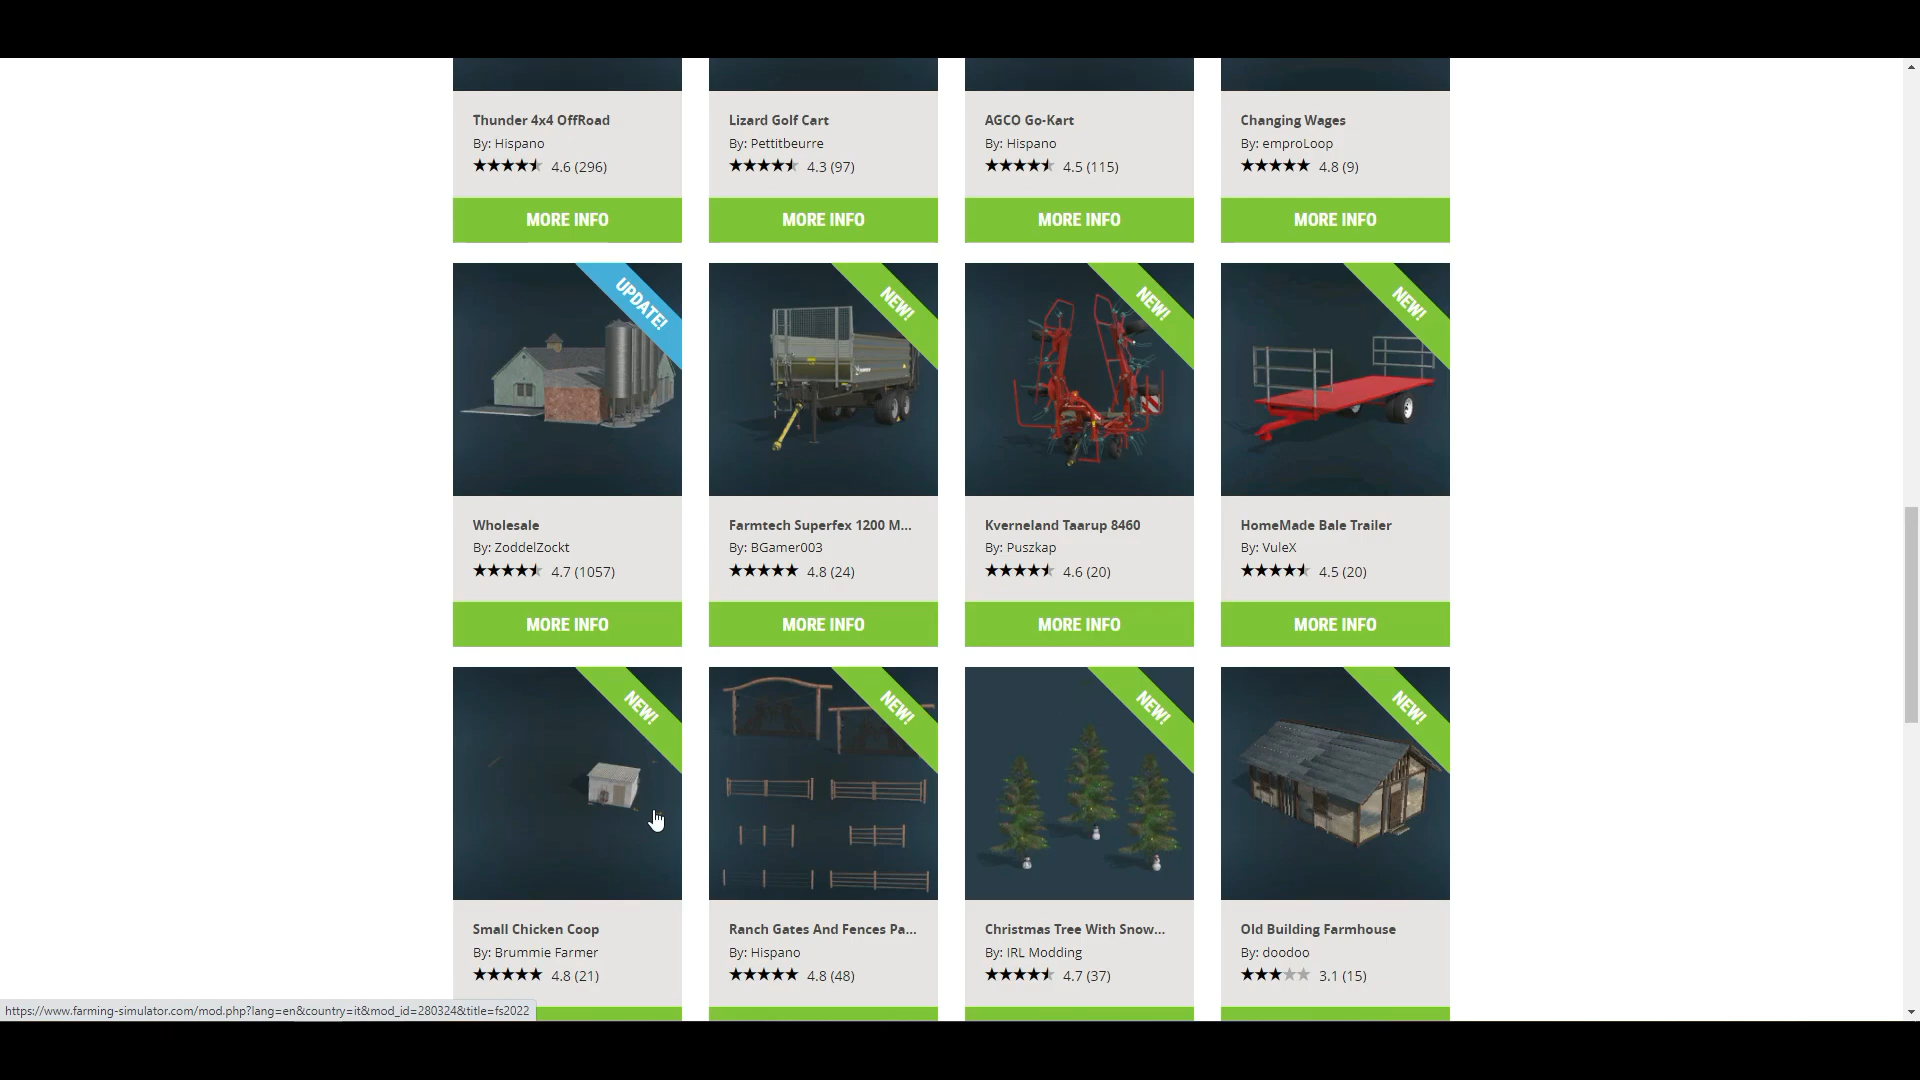 Thunder 4x4 OffRoad
By: Hispano
4.6 (296)
MORE INFO
Lizard Golf Cart
By: Pettitbeurre
4.3 (97)
MORE INFO
AGCO Go-Kart
By: Hispano
4.5 (115)
MORE INFO
Changing Wages
By: emproLoop
4.8 (9)
MORE INFO
UPDATE!
Wholesale
By: ZoddelZockt
4.7 (1057)
MORE INFO
NEW!
Farmtech Superfex 1200 M...
By: BGamer003
4.8 (24)
MORE INFO
NEW!
Kverneland Taarup 8460
By: Puszkap
4.6 (20)
MORE INFO
NEW!
HomeMade Bale Trailer
By: VuleX
4.5 (20)
MORE INFO
NEW!
Small Chicken Coop
By: Brummie Farmer
4.8 (21)
NEW!
Ranch Gates And Fences Pa...
By: Hispano
4.8 (48)
NEW!
Christmas Tree With Snow...
By: IRL Modding
4.7 (37)
NEW!
Old Building Farmhouse
By: doodoo
3.1 (15)
https://www.farming-simulator.com/mod.php?lang=en&country=it&mod_id=280324&title=fs2022